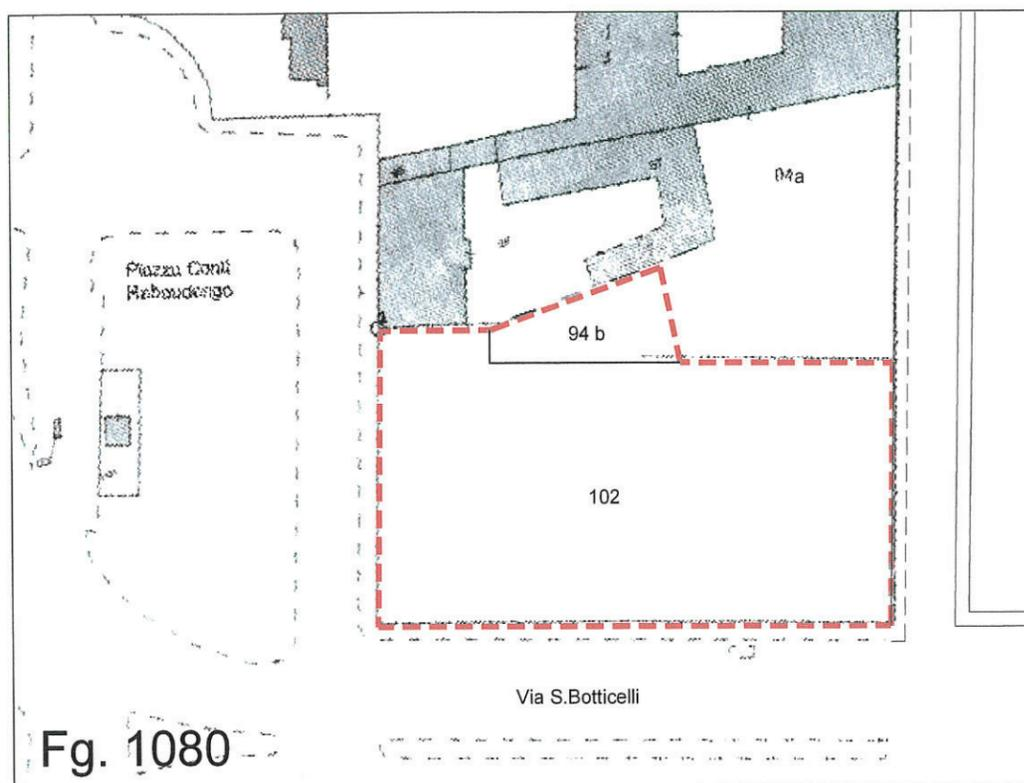 94a
Piazza Conti
Rebaudengo
94 b
102
Via S.Botticelli
Fg. 1080